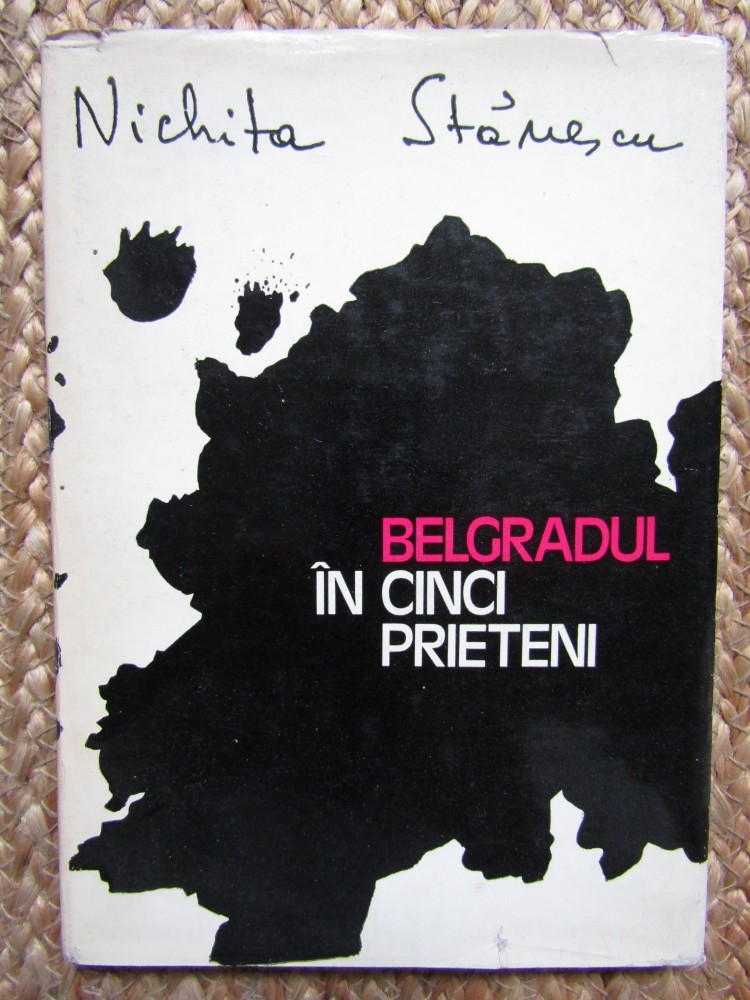 Nichita Stănescu
BELGRADUL
ÎN CINCI
PRIETENI